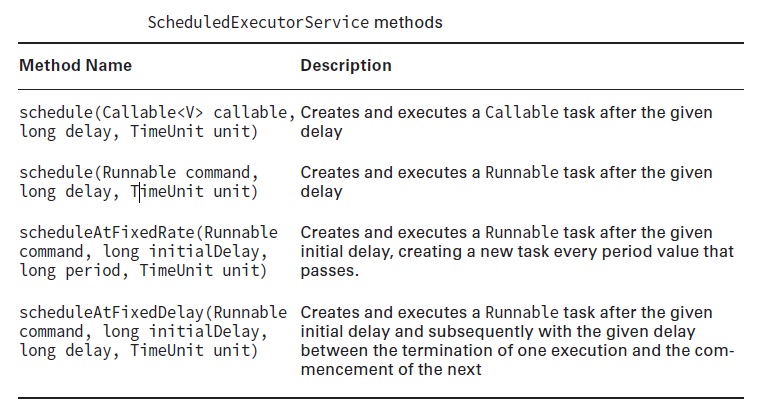 ScheduledExecutorService methods
Method Name Description
schedule(Callable<V> callable, Creates and executes a Callable task after the given
long delay, TimeUnit unit) delay
schedule(Runnable command, Creates and executes a Runnable task after the given
long delay, TimeUnit unit) delay
scheduleAtFixedRate(Runnable Creates and executes a Runnable task after the given
command, long initialDelay, initial delay, creating a new task every period value that
long period, TimeUnit unit) passes.
scheduleAtFixedDelay(Runnable Creates and executes a Runnable task after the given
command, long initialDelay, initial delay and subsequently with the given delay
long delay, TimeUnit unit) between the termination of one execution and the com-
mencement of the next